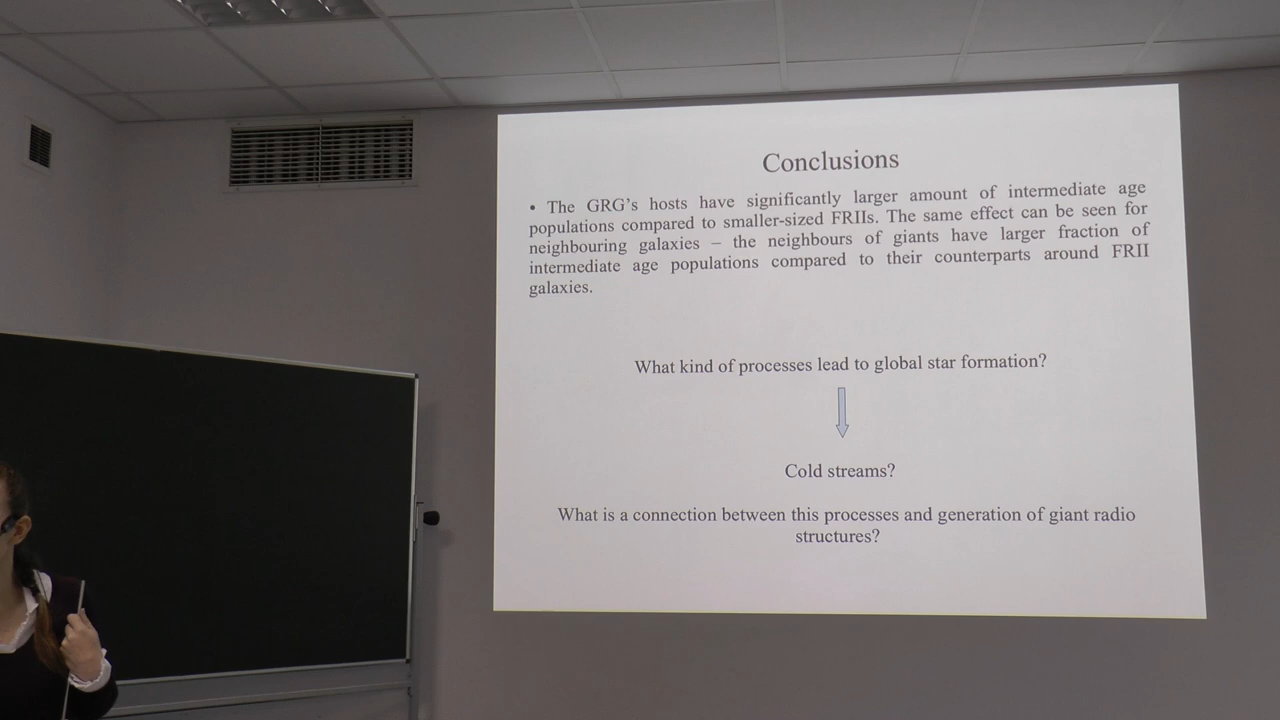 Conclusions
• The GRG's hosts have significantly larger amount of intermediate age
populations compared to smaller-sized FRIIs. The same effect can be seen for
neighbouring galaxies – the neighbours of giants have larger fraction of
intermediate age populations compared to their counterparts around FRII
galaxies.
What kind of processes lead to global star formation?
Cold streams?
What is a connection between this processes and generation of giant radio
structures?